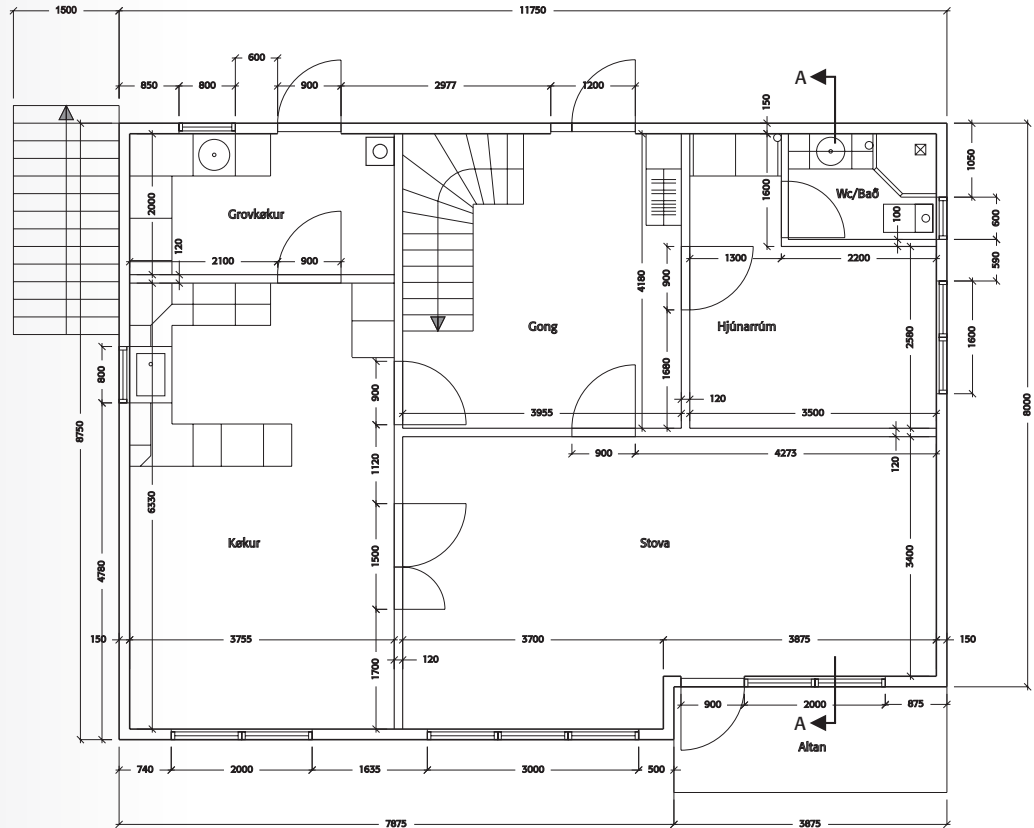 1500 11750
600
850 800 900 2977 1200 A
150
1050
Wc/Bað
2000 Grovkøkur 1600 100 600
120
2100 900 4180 900 1300 2200 590
Gong Hjúnarrúm 2580 1600
800 900 1680 120
3955 3500
8750 8000
900 4273 120
1120
6330
4780 Køkur 1500 Stova 3400
150 3755 3700 3875 150
120
1700
900 2000 875
A
Altan
740 2000 1635 3000 500
7875 3875